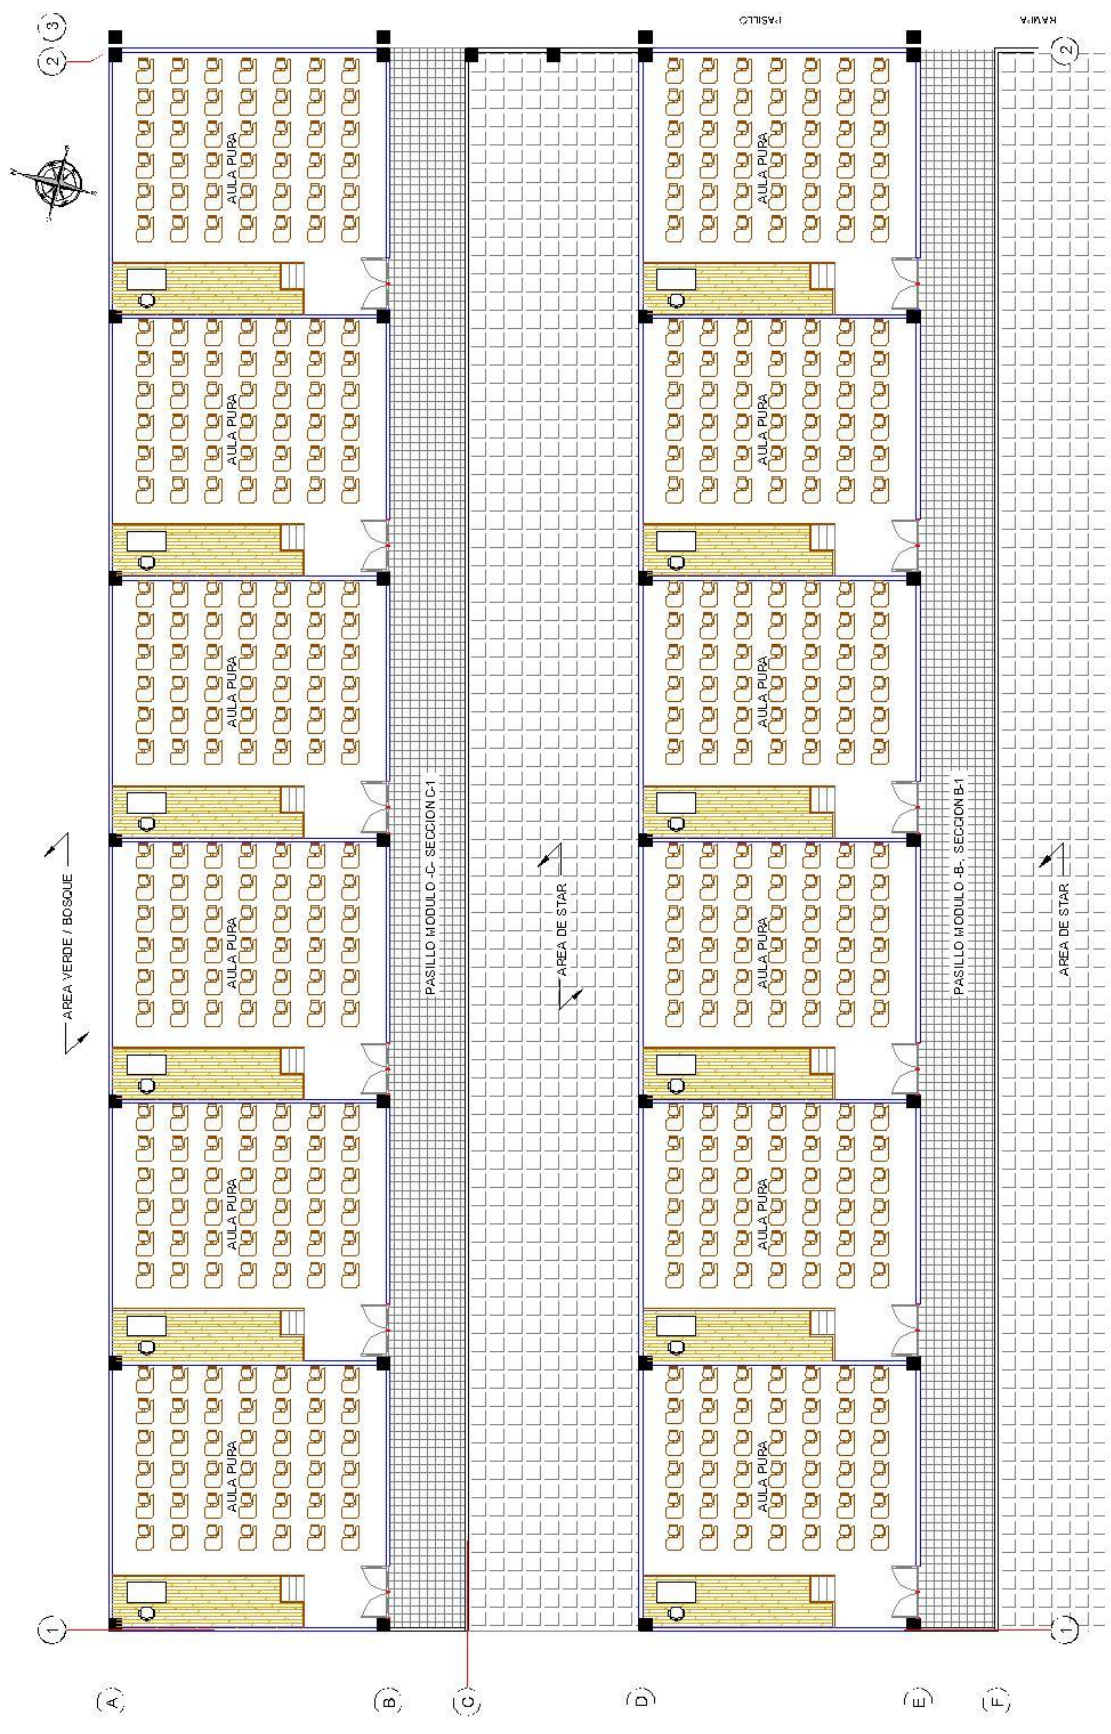 3
2
PASILLO
RAMPA
2
N
AULA PURA
AULA PURA
AULA PURA
AULA PURA
AULA PURA
AULA PURA
AULA PURA
AULA PURA
AULA PURA
AULA PURA
AULA PURA
AULA PURA
AREA VERDE / BOSQUE
PASILLO MODULO -C- SECCION C-1
AREA DE STAR
PASILLO MODULO -B-, SECCION B-1
AREA DE STAR
1
1
A
B
C
D
E
F